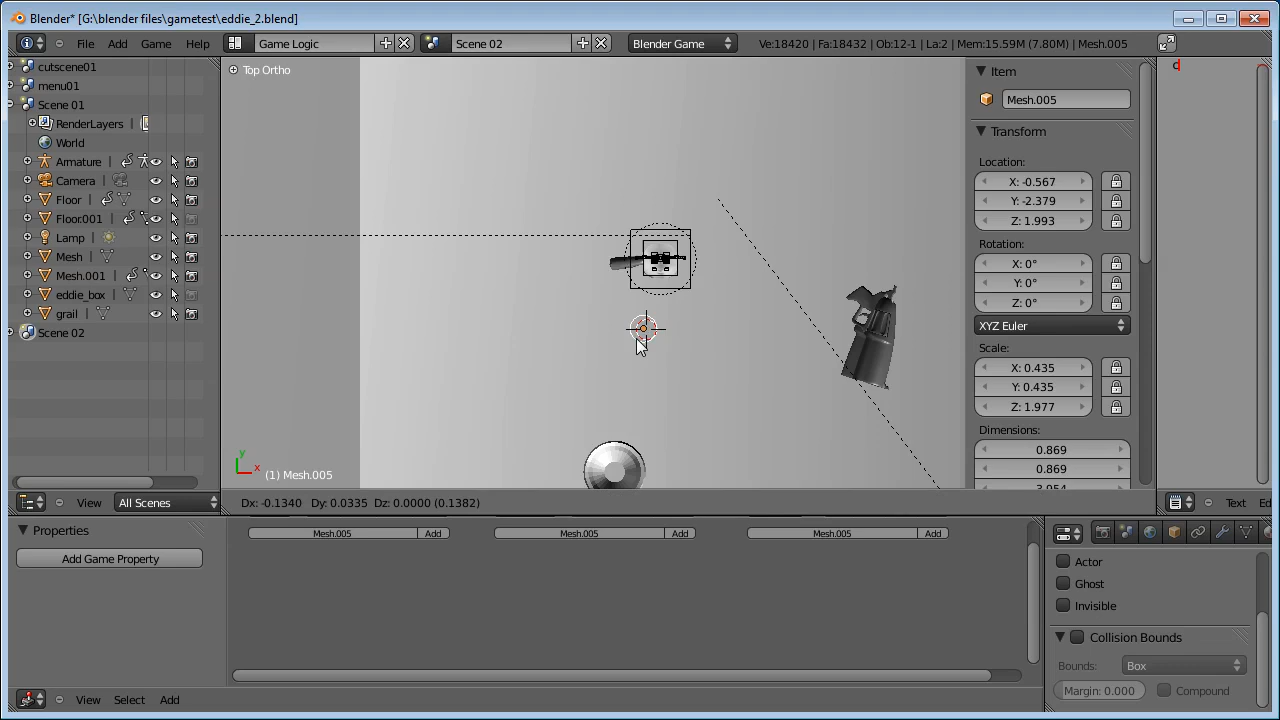 Blender* [G:\blender files\gametest\eddie_2.blend]
File Add Game Help Game Logic Scene 02 Blender Game Ve:18420 | Fa:18432 | Ob:12-1 | La:2 | Mem:15.59M (7.80M) | Mesh.005
cutscene01
menu01
Scene 01
RenderLayers |
World
Armature |
Camera |
Floor |
Floor.001 |
Lamp |
Mesh |
Mesh.001 |
eddie_box |
grail |
Scene 02
View All Scenes
Top Ortho
y
x
(1) Mesh.005
Dx: -0.1340 Dy: 0.0335 Dz: 0.0000 (0.1382)
Item
Mesh.005
Transform
Location:
X: -0.567
Y: -2.379
Z: 1.993
Rotation:
X: 0°
Y: 0°
Z: 0°
XYZ Euler
Scale:
X: 0.435
Y: 0.435
Z: 1.977
Dimensions:
0.869
0.869
3.954
c
Text Ed
Properties
Add Game Property
Mesh.005 Add Mesh.005 Add Mesh.005 Add
View Select Add
Actor
Ghost
Invisible
Collision Bounds
Bounds: Box
Margin: 0.000 Compound